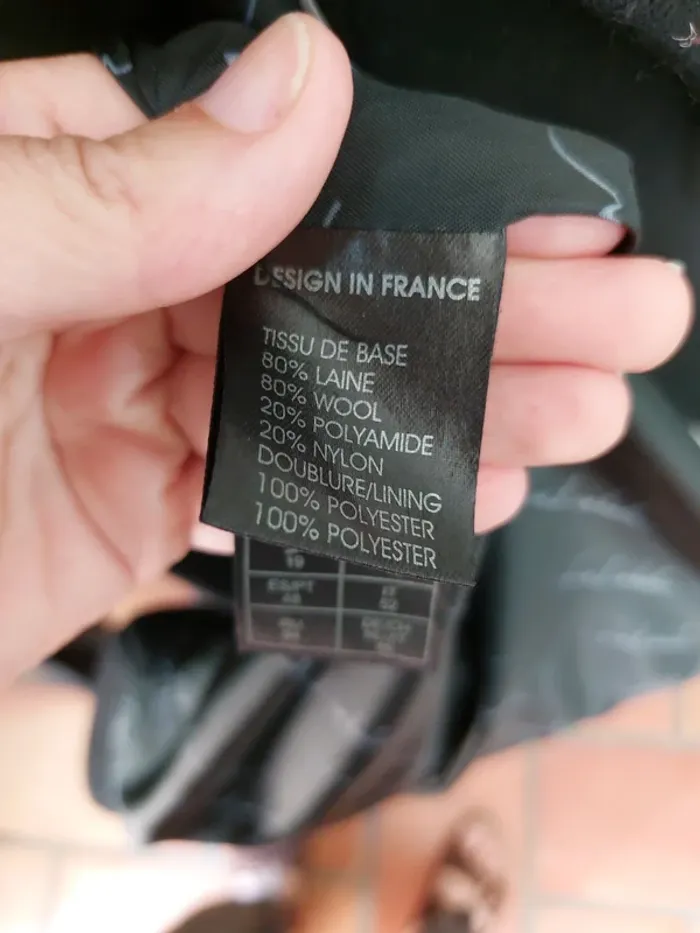 DESIGN IN FRANCE
TISSU DE BASE
80% LAINE
80% WOOL
20% POLYAMIDE
20% NYLON
DOUBLURE/LINING
100% POLYESTER
100% POLYESTER